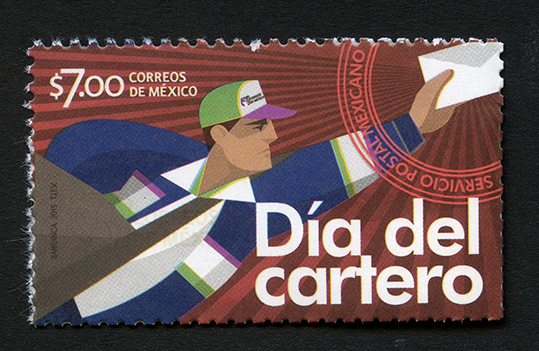 $7.00 CORREOS
DE MÉXICO
SERVICIO POSTAL MEXICANO
Día del
cartero